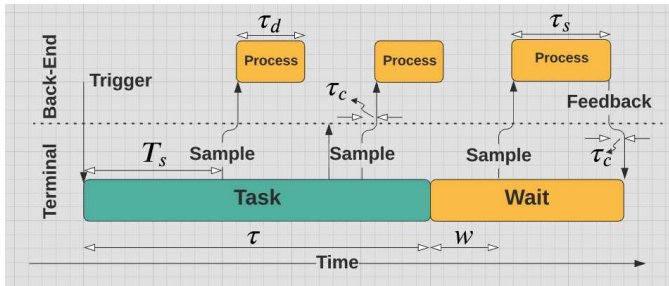 Back-End
Terminal
τ_d
τ_s
Process
Process
Process
Trigger
τ_c
Feedback
T_s
Sample
Sample
Sample
τ_c
Task
Wait
τ
w
Time